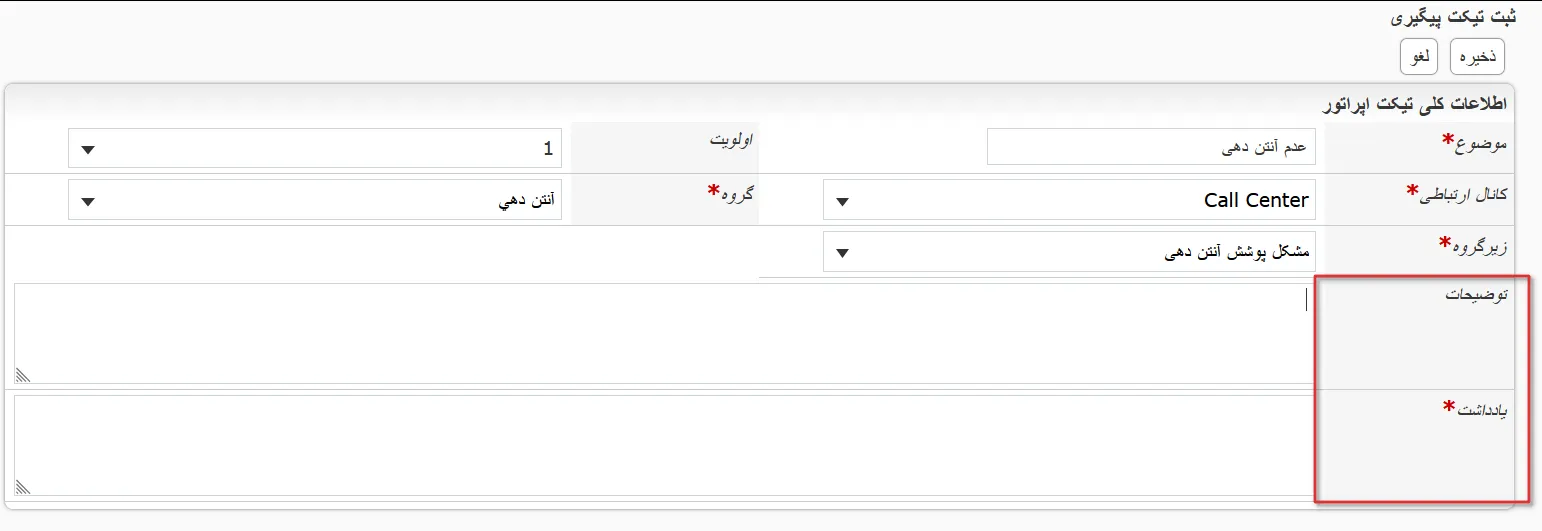 ثبت تیکت پیگیری
ذخیره لغو
اطلاعات کلی تیکت اپراتور
موضوع* عدم آنتن دهی اولویت 1
کانال ارتباطی* Call Center گروه* آنتن دهي
زیرگروه* مشکل پوشش آنتن دهی
توضیحات
یادداشت*